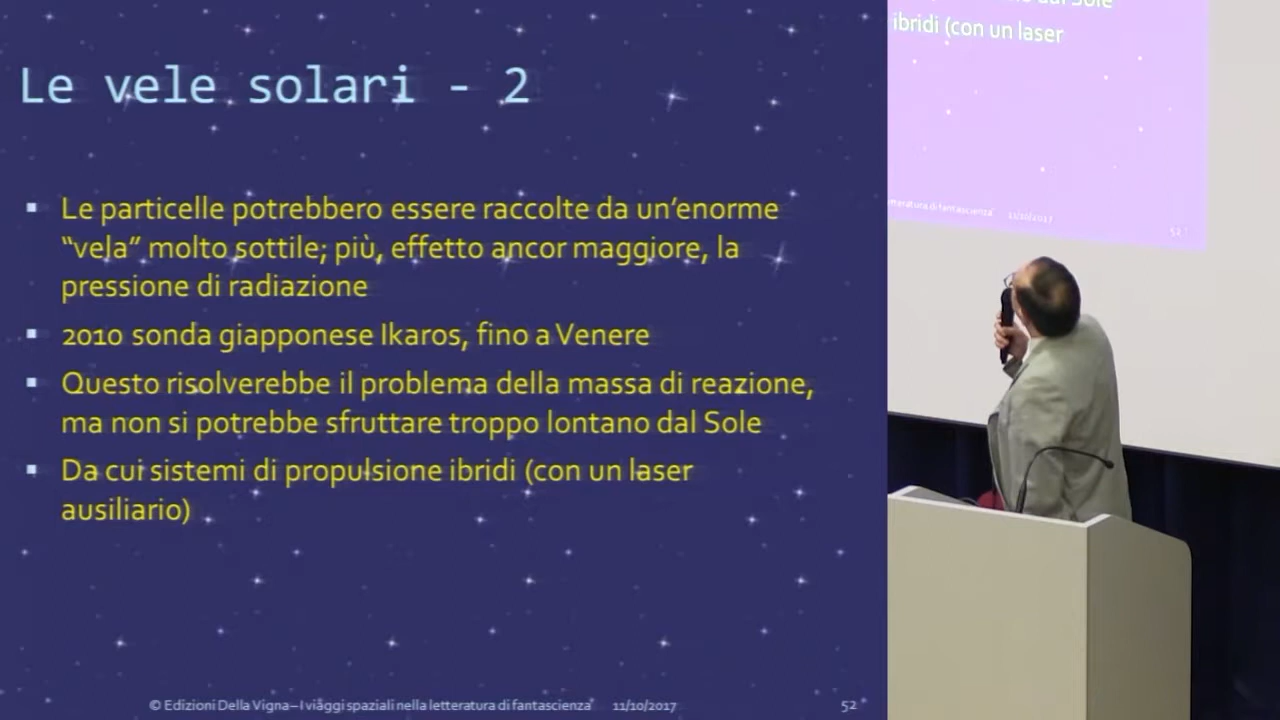 Le vele solari - 2
▪ Le particelle potrebbero essere raccolte da un’enorme
“vela” molto sottile; più, effetto ancor maggiore, la
pressione di radiazione
▪ 2010 sonda giapponese Ikaros, fino a Venere
▪ Questo risolverebbe il problema della massa di reazione,
ma non si potrebbe sfruttare troppo lontano dal Sole
▪ Da cui sistemi di propulsione ibridi (con un laser
ausiliario)
© Edizioni Della Vigna – I viaggi spaziali nella letteratura di fantascienza 11/10/2017 52
dal Sole
ibridi (con un laser
letteratura di fantascienza 11/10/2017
52